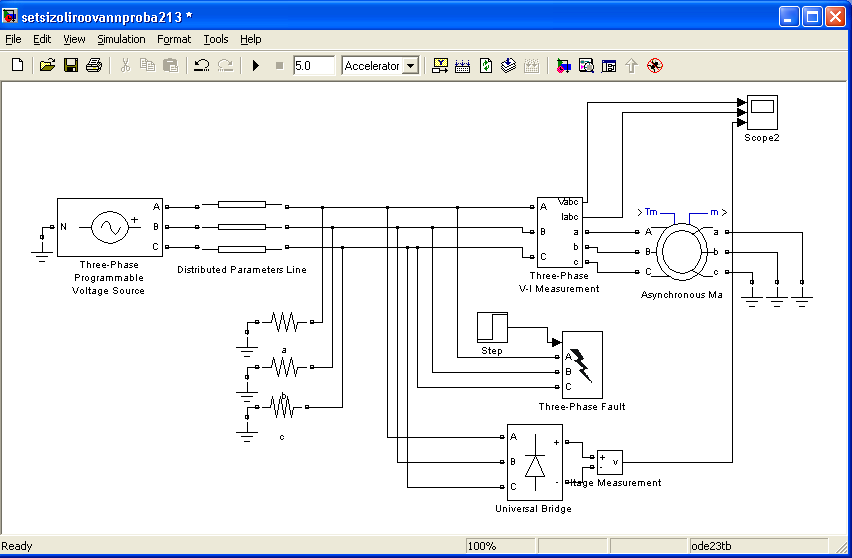 setsizoliroovannproba213 *
File Edit View Simulation Format Tools Help
5.0 Accelerator
Scope2
Vabc
Iabc
A
B
C
a
b
c
Three-Phase
V-I Measurement
N
A
B
C
+
Three-Phase
Programmable
Voltage Source
Distributed Parameters Line
Tm
m
A
B
C
a
b
c
Asynchronous Ma
a
b
c
Step
A
B
C
Three-Phase Fault
A
B
C
+
-
Universal Bridge
+
-
v
ltage Measurement
Ready 100% ode23tb